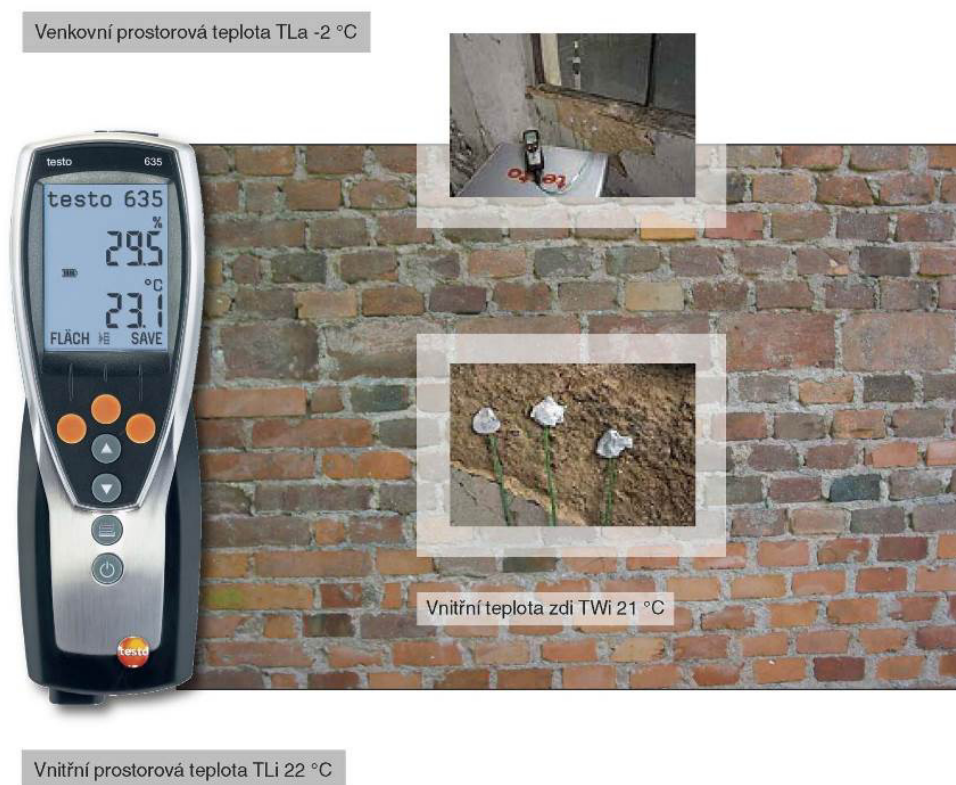 Venkovní prostorová teplota TLa -2 °C
testo
testo 635
testo 635
%
29.5
°C
23.1
FLÄCH SAVE
testo
Vnitřní teplota zdi TWi 21 °C
Vnitřní prostorová teplota TLi 22 °C